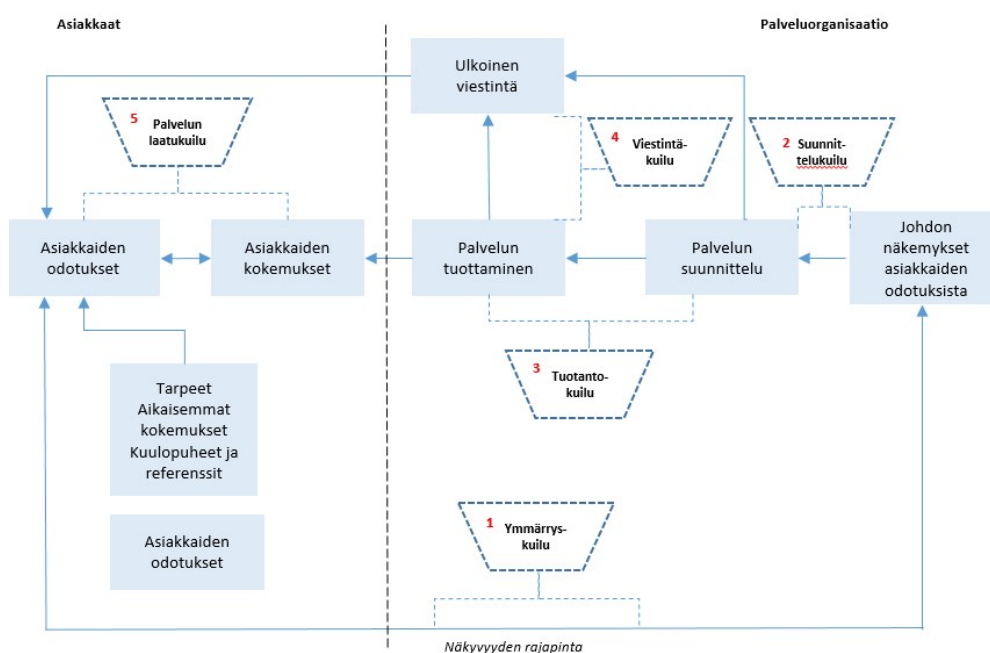 Asiakkaat
Palveluorganisaatio
Ulkoinen
viestintä
5 Palvelun
laatukuilu
4 Viestintä-
kuilu
2 Suunnit-
telukuilu
Asiakkaiden
odotukset
Asiakkaiden
kokemukset
Palvelun
tuottaminen
Palvelun
suunnittelu
Johdon
näkemykset
asiakkaiden
odotuksista
3 Tuotanto-
kuilu
Tarpeet
Aikaisemmat
kokemukset
Kuulopuheet ja
referenssit
1 Ymmärrys-
kuilu
Asiakkaiden
odotukset
Näkyvyyden rajapinta